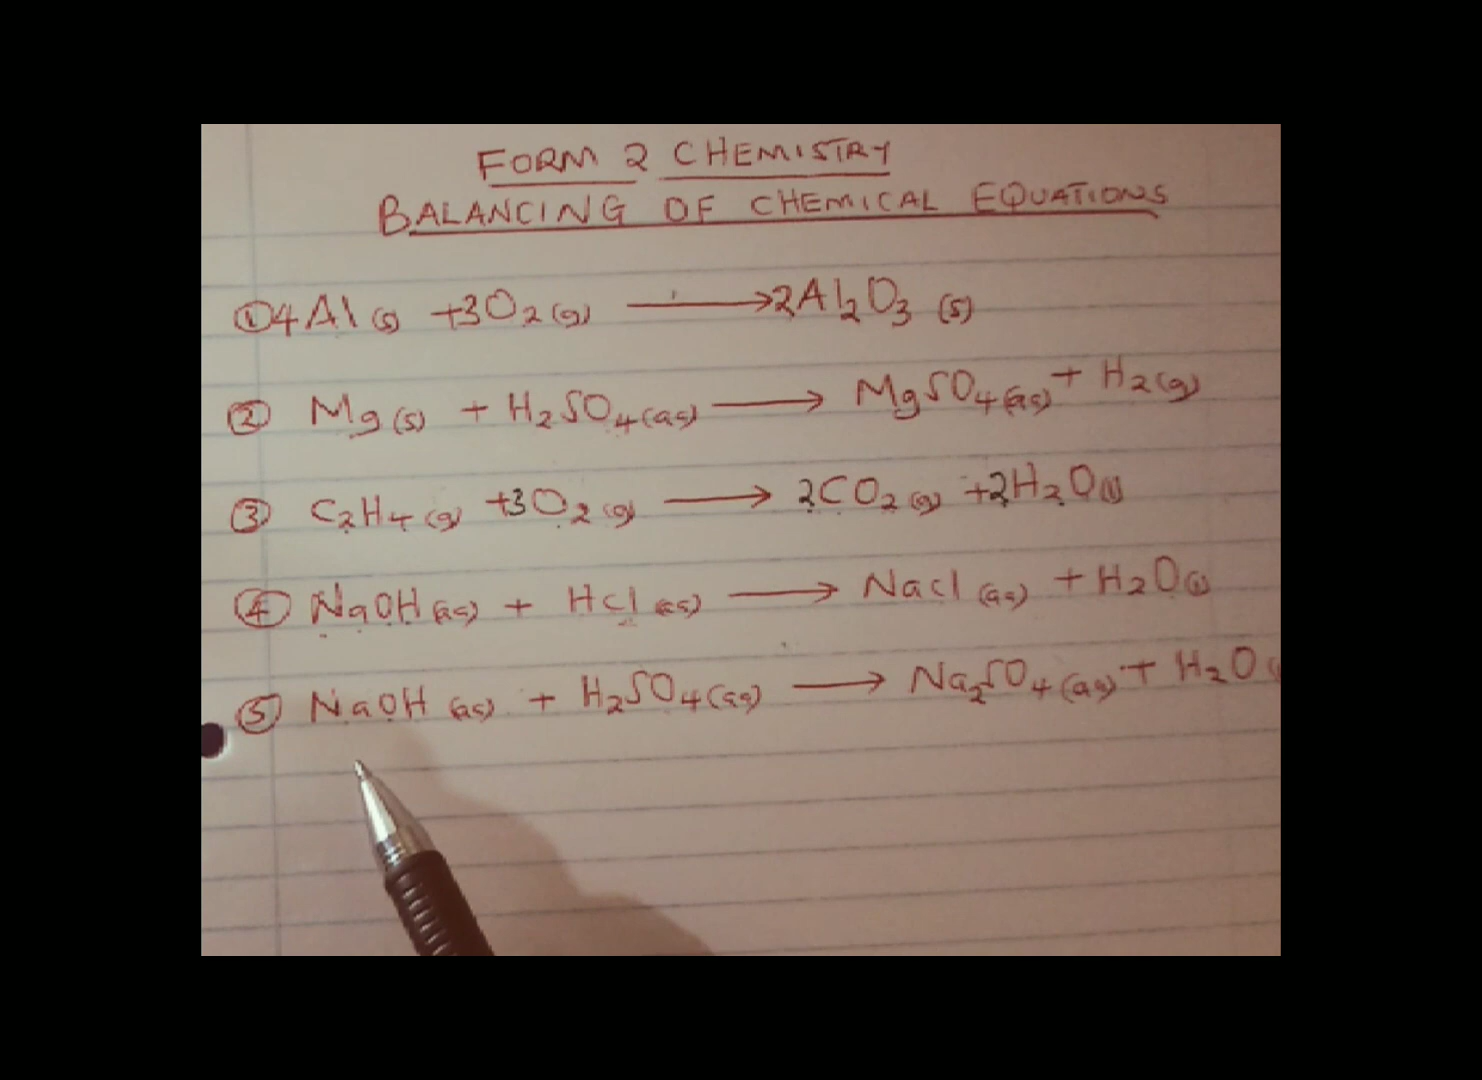 FORM 2 CHEMISTRY
BALANCING OF CHEMICAL EQUATIONS
① 4Al(s) +3O2(g) → 2Al2O3(s)
② Mg(s) + H2SO4(aq) → MgSO4(aq) + H2(g)
③ C2H4(g) +3O2(g) → 2CO2(g) +2H2O(l)
④ NaOH(aq) + HCl(aq) → Nacl(aq) + H2O(l)
⑤ NaOH(aq) + H2SO4(aq) → Na2SO4(aq) + H2O